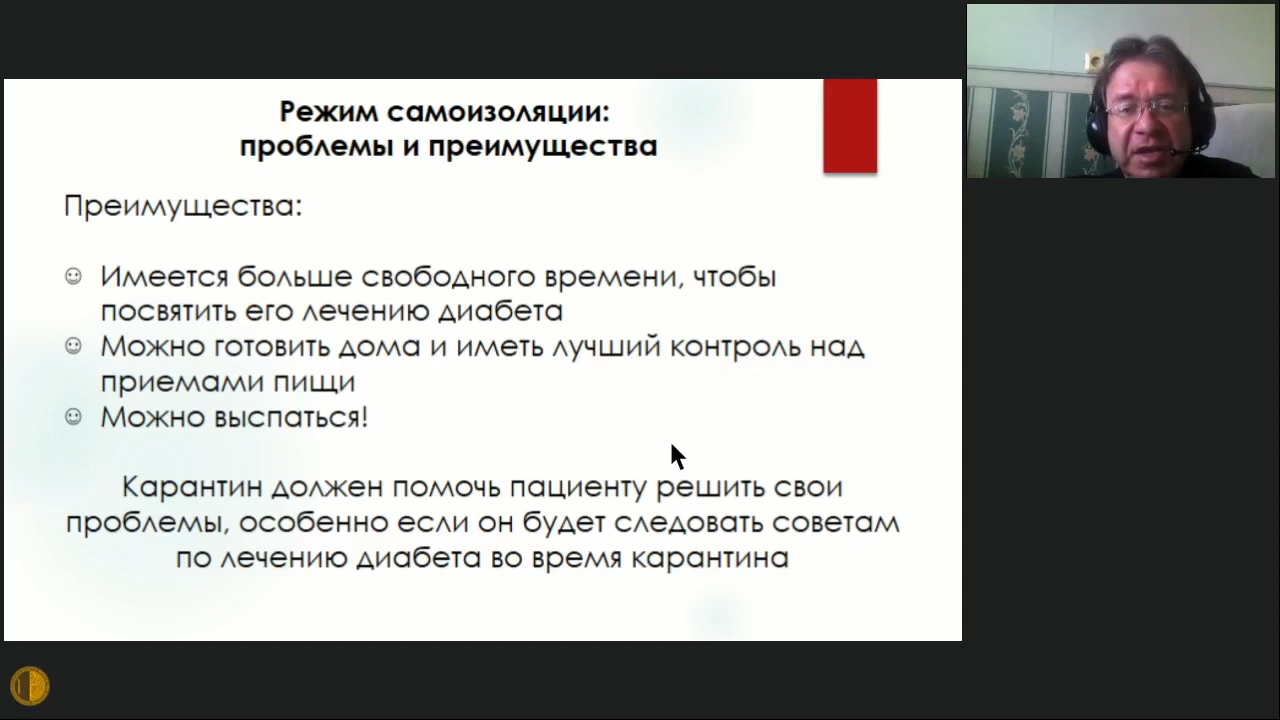 Режим самоизоляции:
проблемы и преимущества
Преимущества:
Имеется больше свободного времени, чтобы
посвятить его лечению диабета
Можно готовить дома и иметь лучший контроль над
приемами пищи
Можно выспаться!
Карантин должен помочь пациенту решить свои
проблемы, особенно если он будет следовать советам
по лечению диабета во время карантина